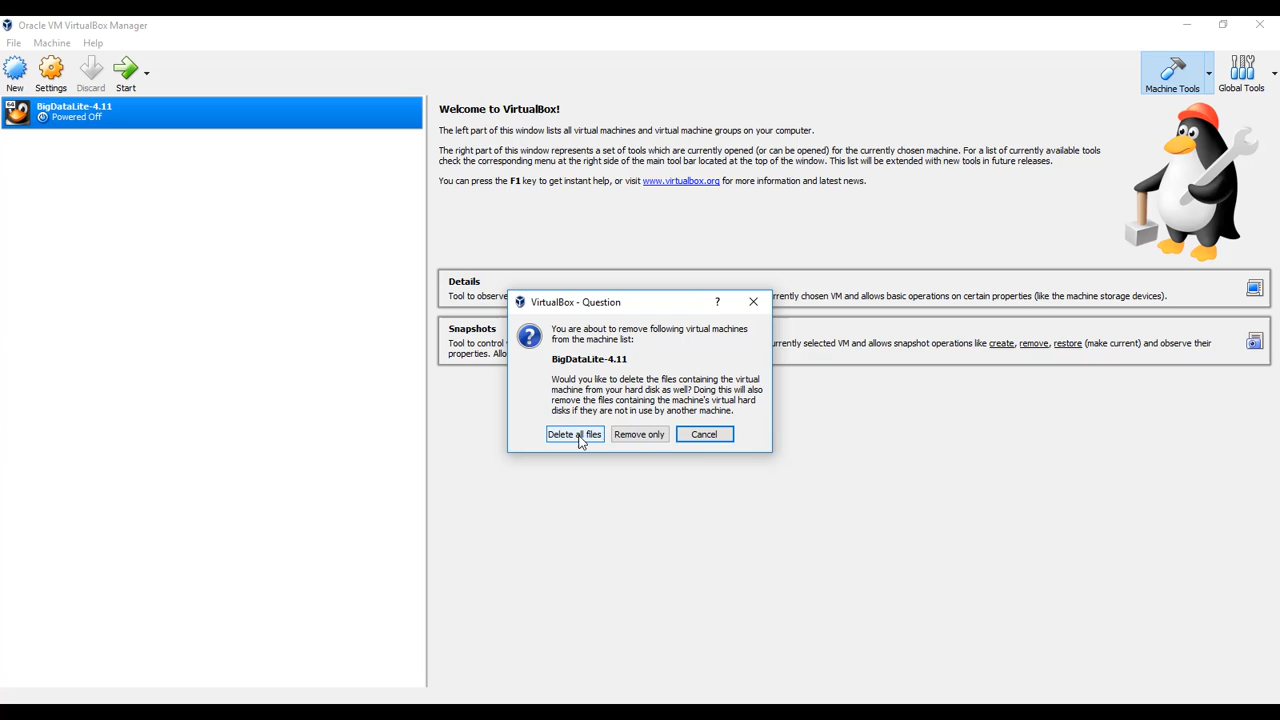 Oracle VM VirtualBox Manager
File Machine Help
New Settings Discard Start Machine Tools Global Tools
64
BigDataLite-4.11
Powered Off
Welcome to VirtualBox!
The left part of this window lists all virtual machines and virtual machine groups on your computer.
The right part of this window represents a set of tools which are currently opened (or can be opened) for the currently chosen machine. For a list of currently available tools
check the corresponding menu at the right side of the main tool bar located at the top of the window. This list will be extended with new tools in future releases.
You can press the F1 key to get instant help, or visit www.virtualbox.org for more information and latest news.
Details
Tool to observe rrently chosen VM and allows basic operations on certain properties (like the machine storage devices).
Snapshots
Tool to control urrently selected VM and allows snapshot operations like create, remove, restore (make current) and observe their
properties. Allo
VirtualBox - Question ?
You are about to remove following virtual machines
from the machine list:
BigDataLite-4.11
Would you like to delete the files containing the virtual
machine from your hard disk as well? Doing this will also
remove the files containing the machine's virtual hard
disks if they are not in use by another machine.
Delete all files Remove only Cancel